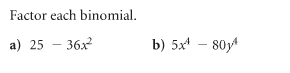 Factor each binomial.
a) 25 − 36x² b) 5x⁴ − 80y⁴